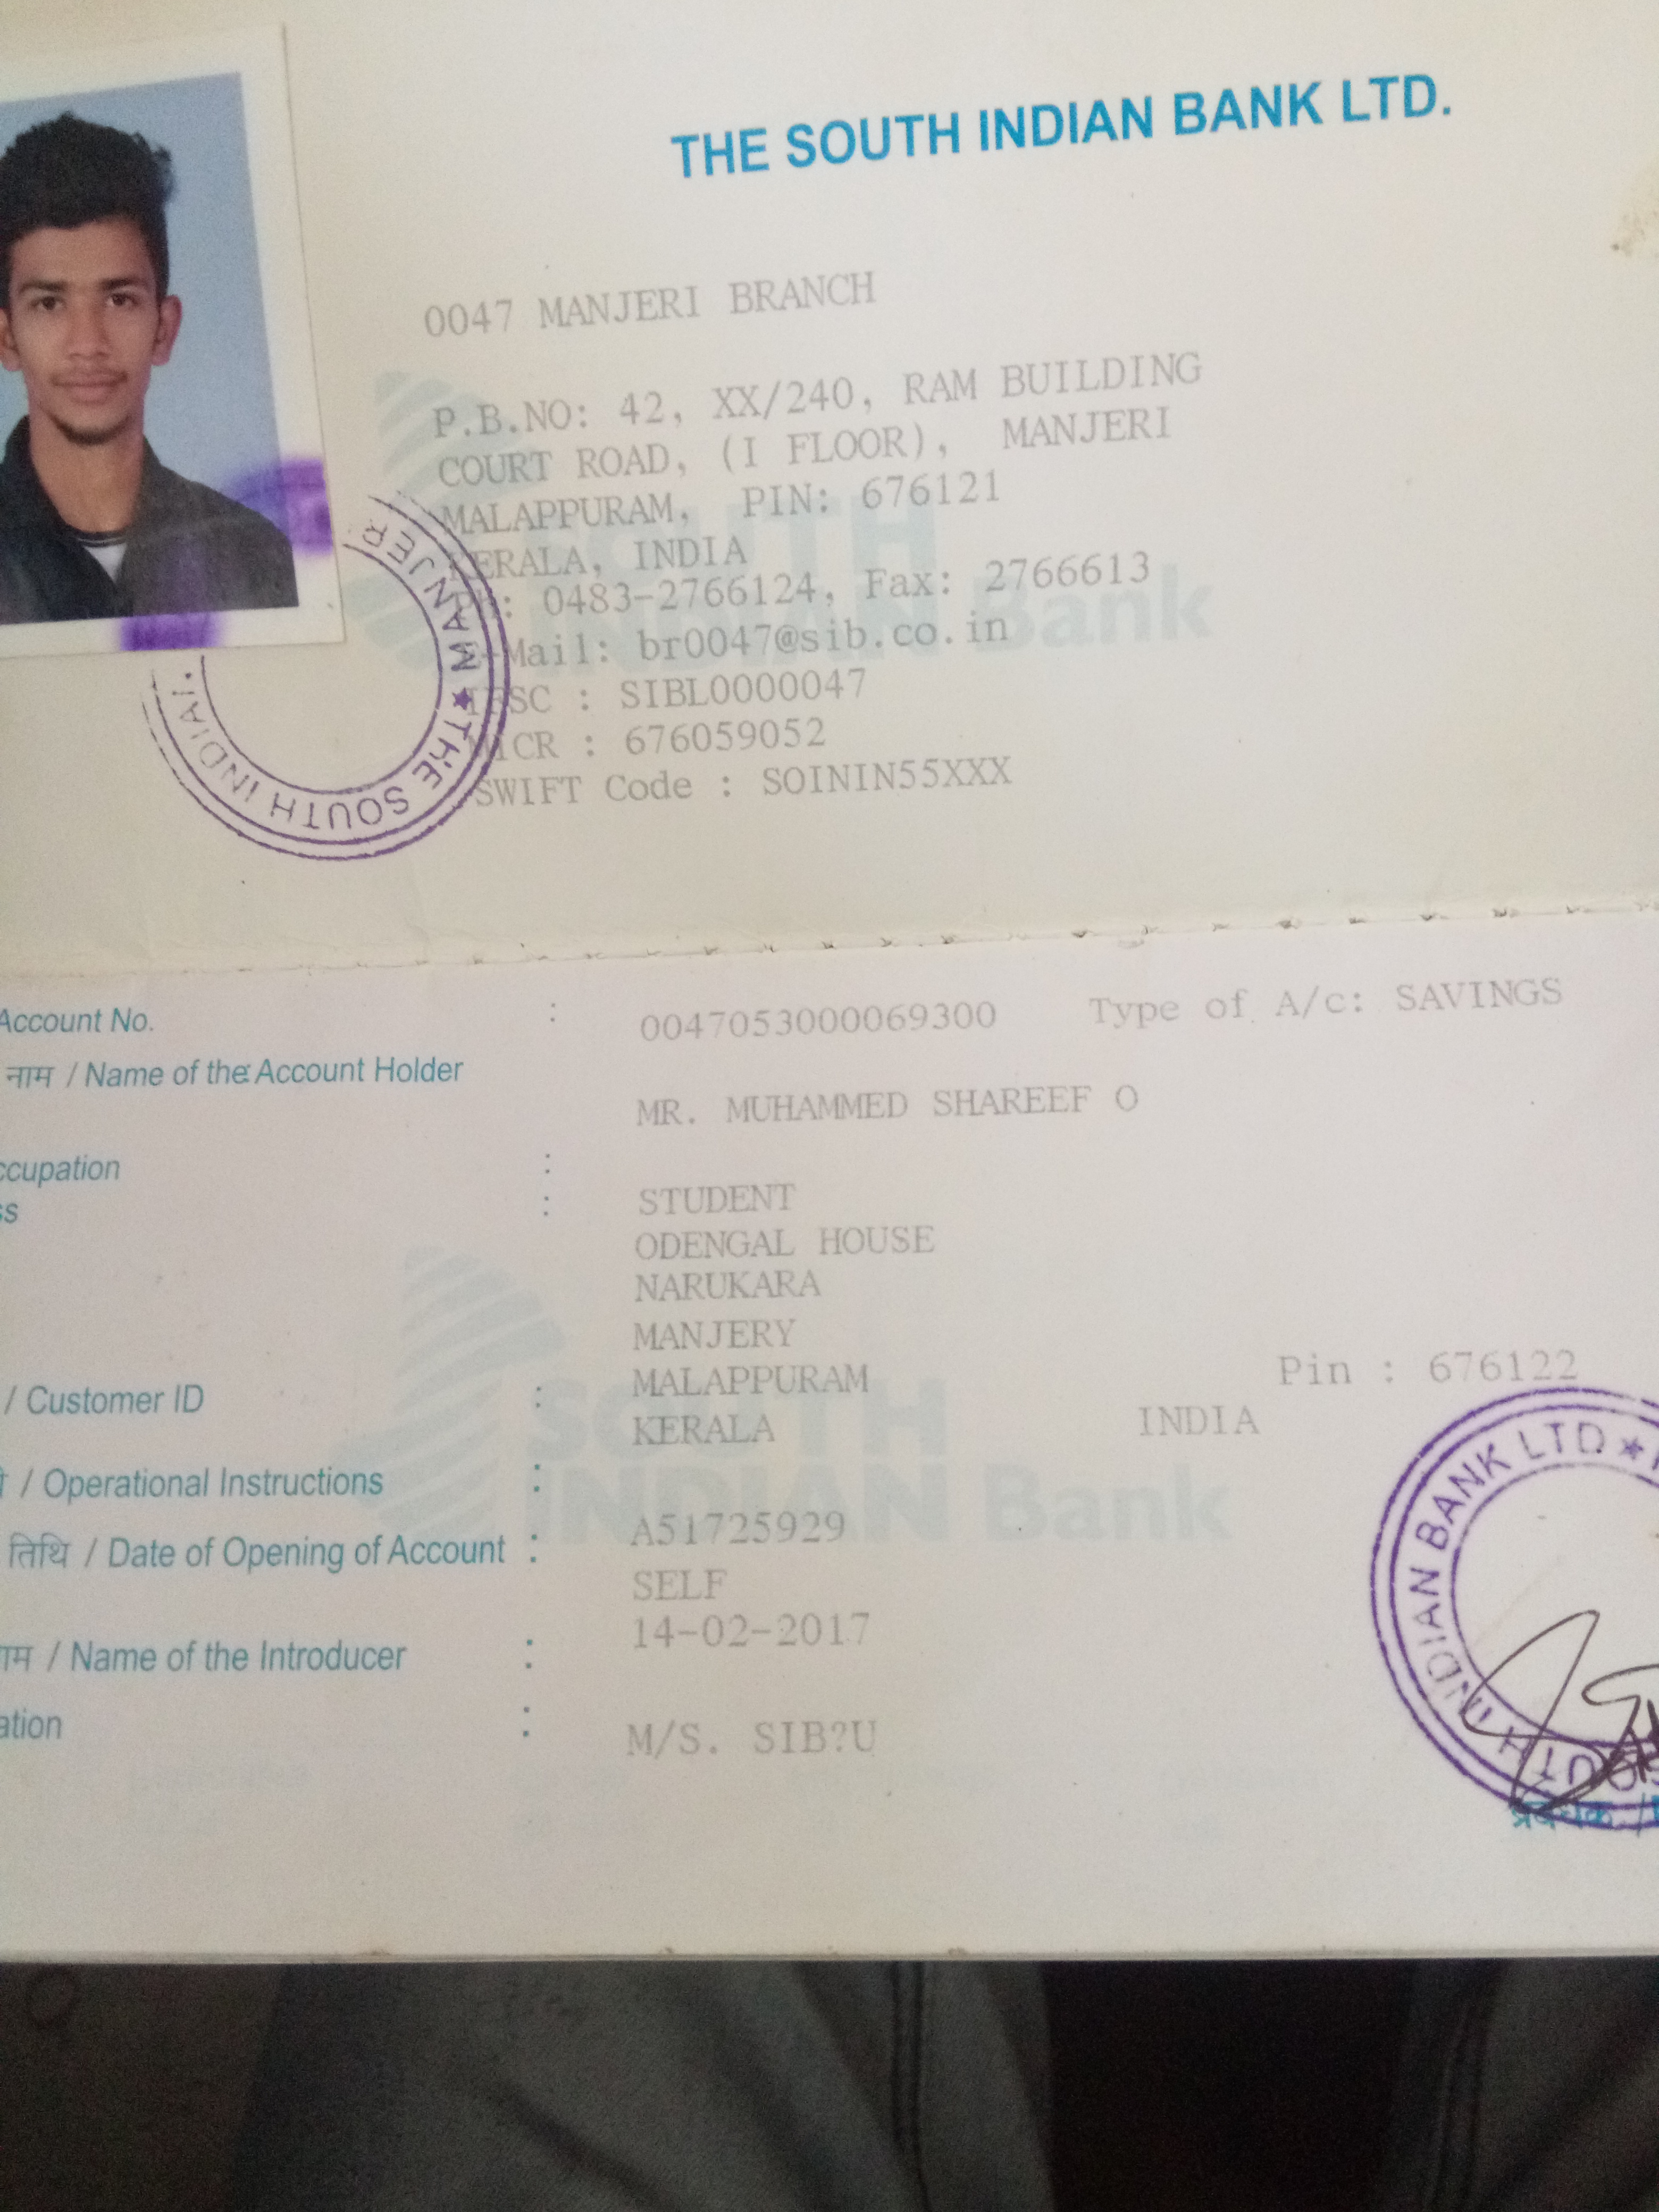 THE SOUTH INDIAN BANK LTD.
0047 MANJERI BRANCH
P.B.NO: 42, XX/240, RAM BUILDING
COURT ROAD, (I FLOOR), MANJERI
MALAPPURAM, PIN: 676121
KERALA, INDIA
Ph: 0483-2766124, Fax: 2766613
E-Mail: br0047@sib.co.in
IFSC : SIBL0000047
MICR : 676059052
SWIFT Code : SOININ55XXX
SOUTH
INDIAN Bank
THE SOUTH INDIA. ★ MANJER
Account No. : 0047053000069300 Type of A/c: SAVINGS
नाम / Name of the Account Holder :
MR. MUHAMMED SHAREEF O
ccupation : STUDENT
ss : ODENGAL HOUSE
NARUKARA
MANJERY
MALAPPURAM Pin : 676122
KERALA INDIA
/ Customer ID : A51725929
/ Operational Instructions : SELF
तिथि / Date of Opening of Account : 14-02-2017
ाम / Name of the Introducer : M/S. SIB?U
ation :
SOUTH
INDIAN Bank
SOUTH INDIAN BANK LTD ★